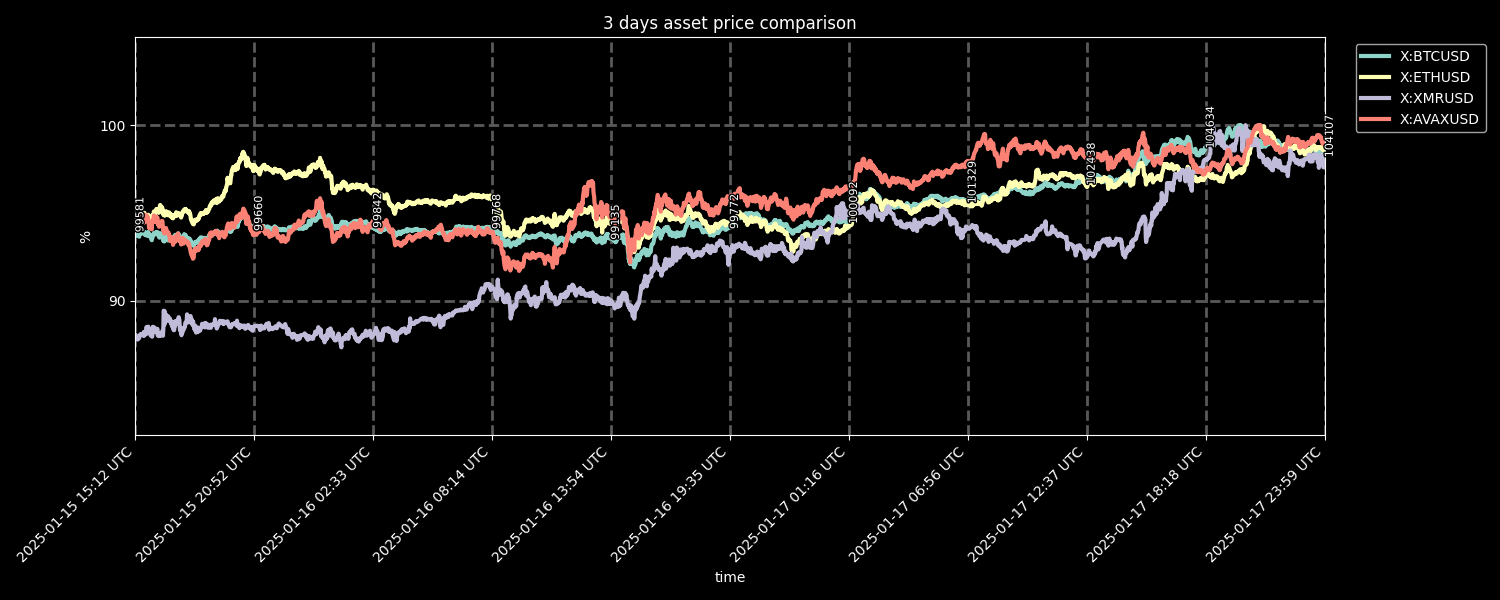 3 days asset price comparison
X:BTCUSD
X:ETHUSD
X:XMRUSD
X:AVAXUSD
100
90
%
99581
99660
99842
99768
99135
99772
100092
101329
102438
104634
104107
2025-01-15 15:12 UTC
2025-01-15 20:52 UTC
2025-01-16 02:33 UTC
2025-01-16 08:14 UTC
2025-01-16 13:54 UTC
2025-01-16 19:35 UTC
2025-01-17 01:16 UTC
2025-01-17 06:56 UTC
2025-01-17 12:37 UTC
2025-01-17 18:18 UTC
2025-01-17 23:59 UTC
time